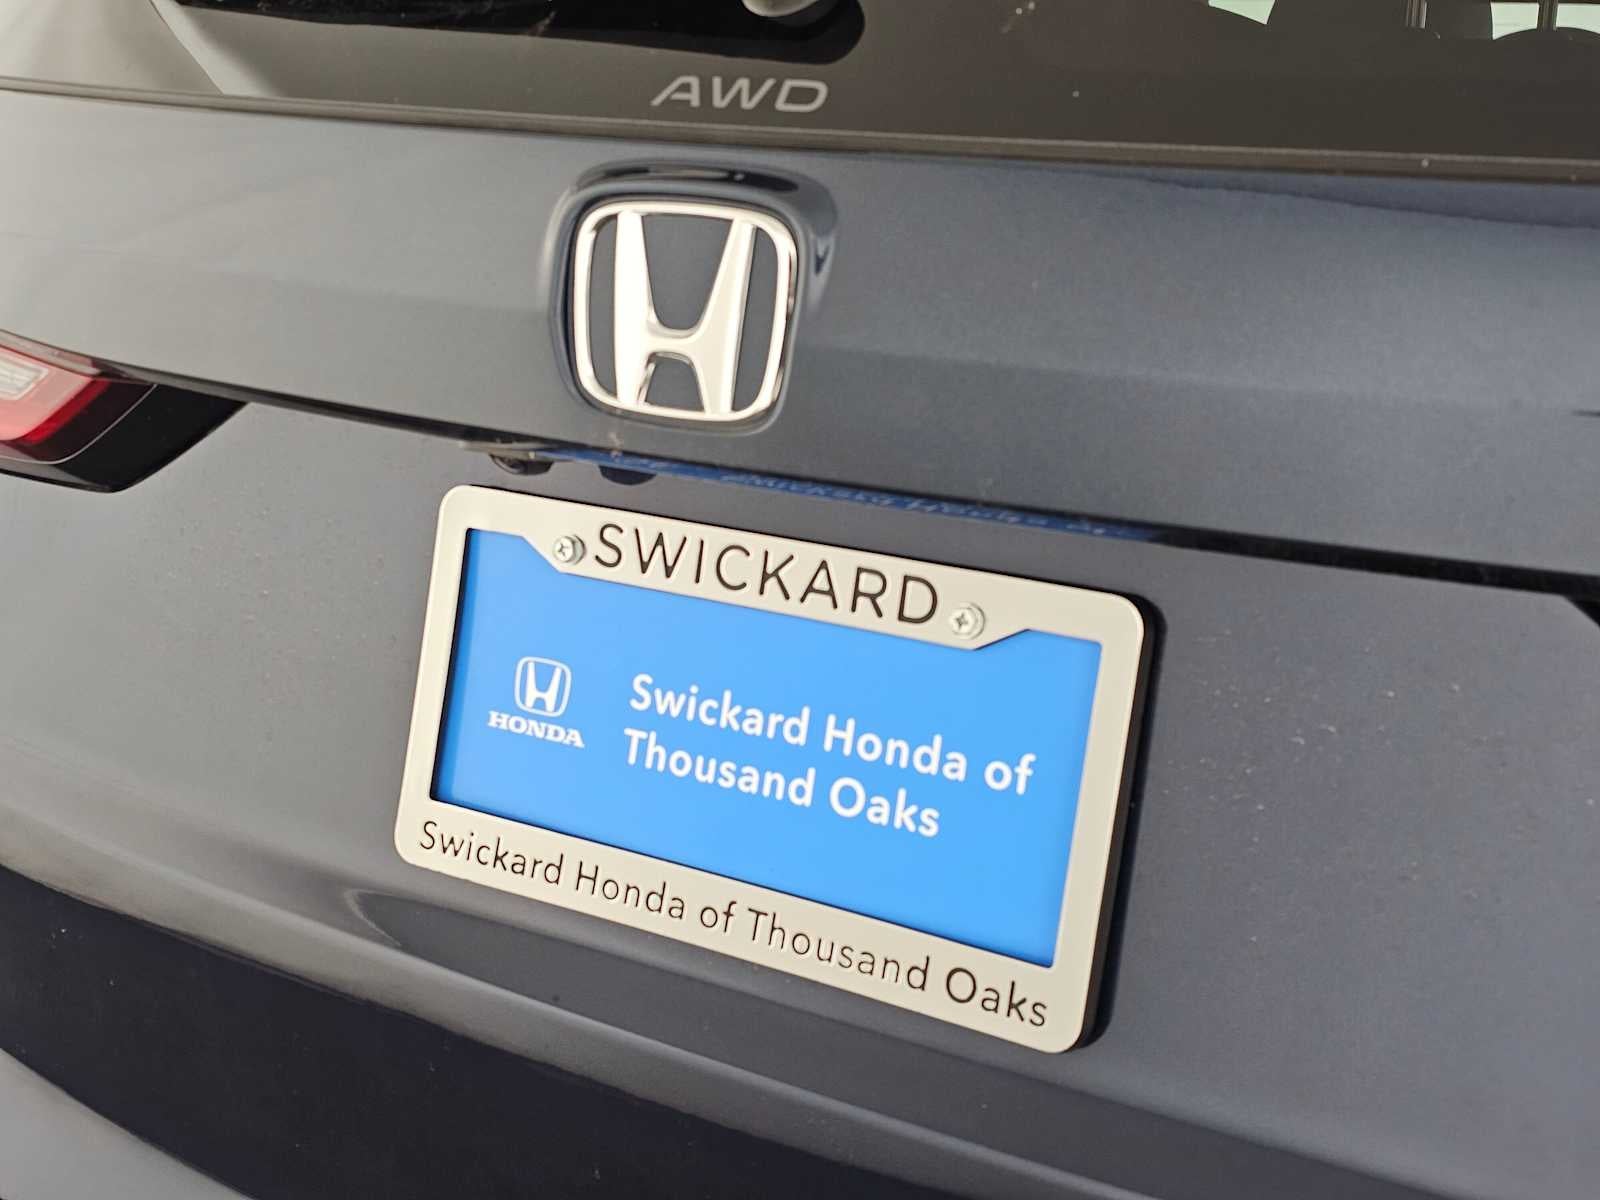 AWD
SWICKARD
HONDA
Swickard Honda of
Thousand Oaks
Swickard Honda of Thousand Oaks